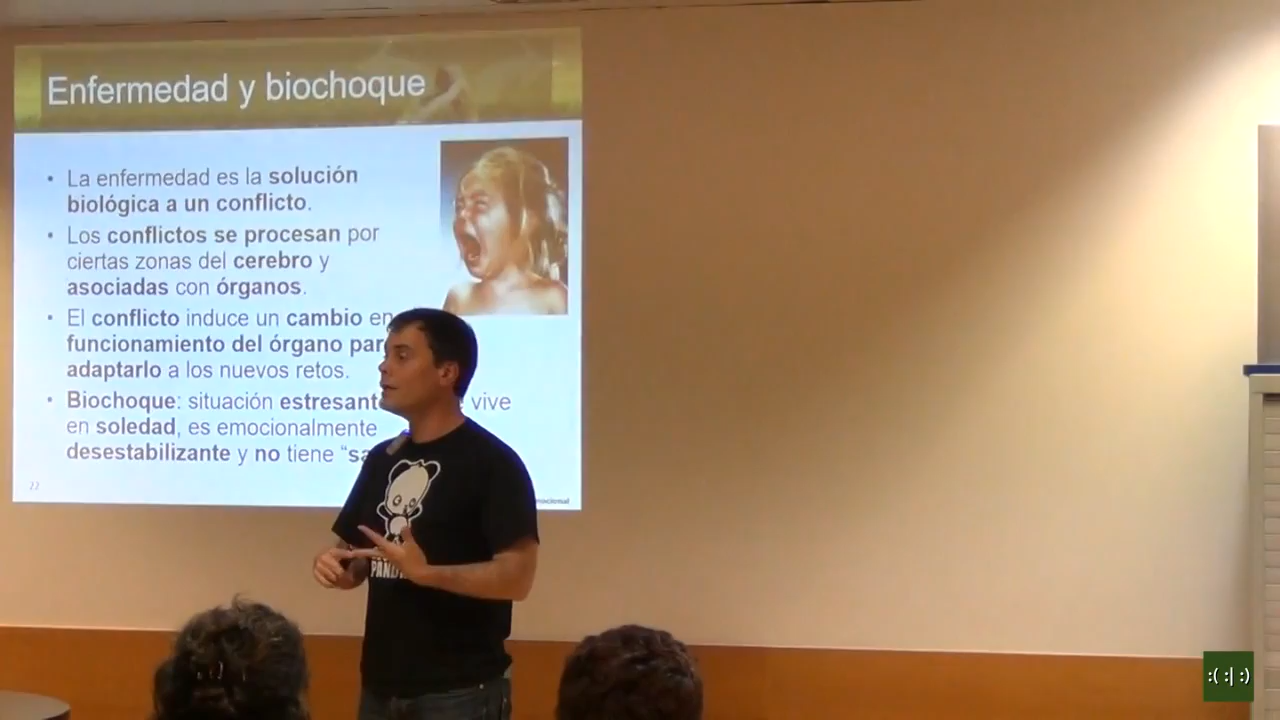 Enfermedad y biochoque
• La enfermedad es la solución
biológica a un conflicto.
• Los conflictos se procesan por
ciertas zonas del cerebro y
asociadas con órganos.
• El conflicto induce un cambio en
funcionamiento del órgano par
adaptarlo a los nuevos retos.
• Biochoque: situación estresant vive
en soledad, es emocionalmente
desestabilizante y no tiene “sa
22
:( :| :)